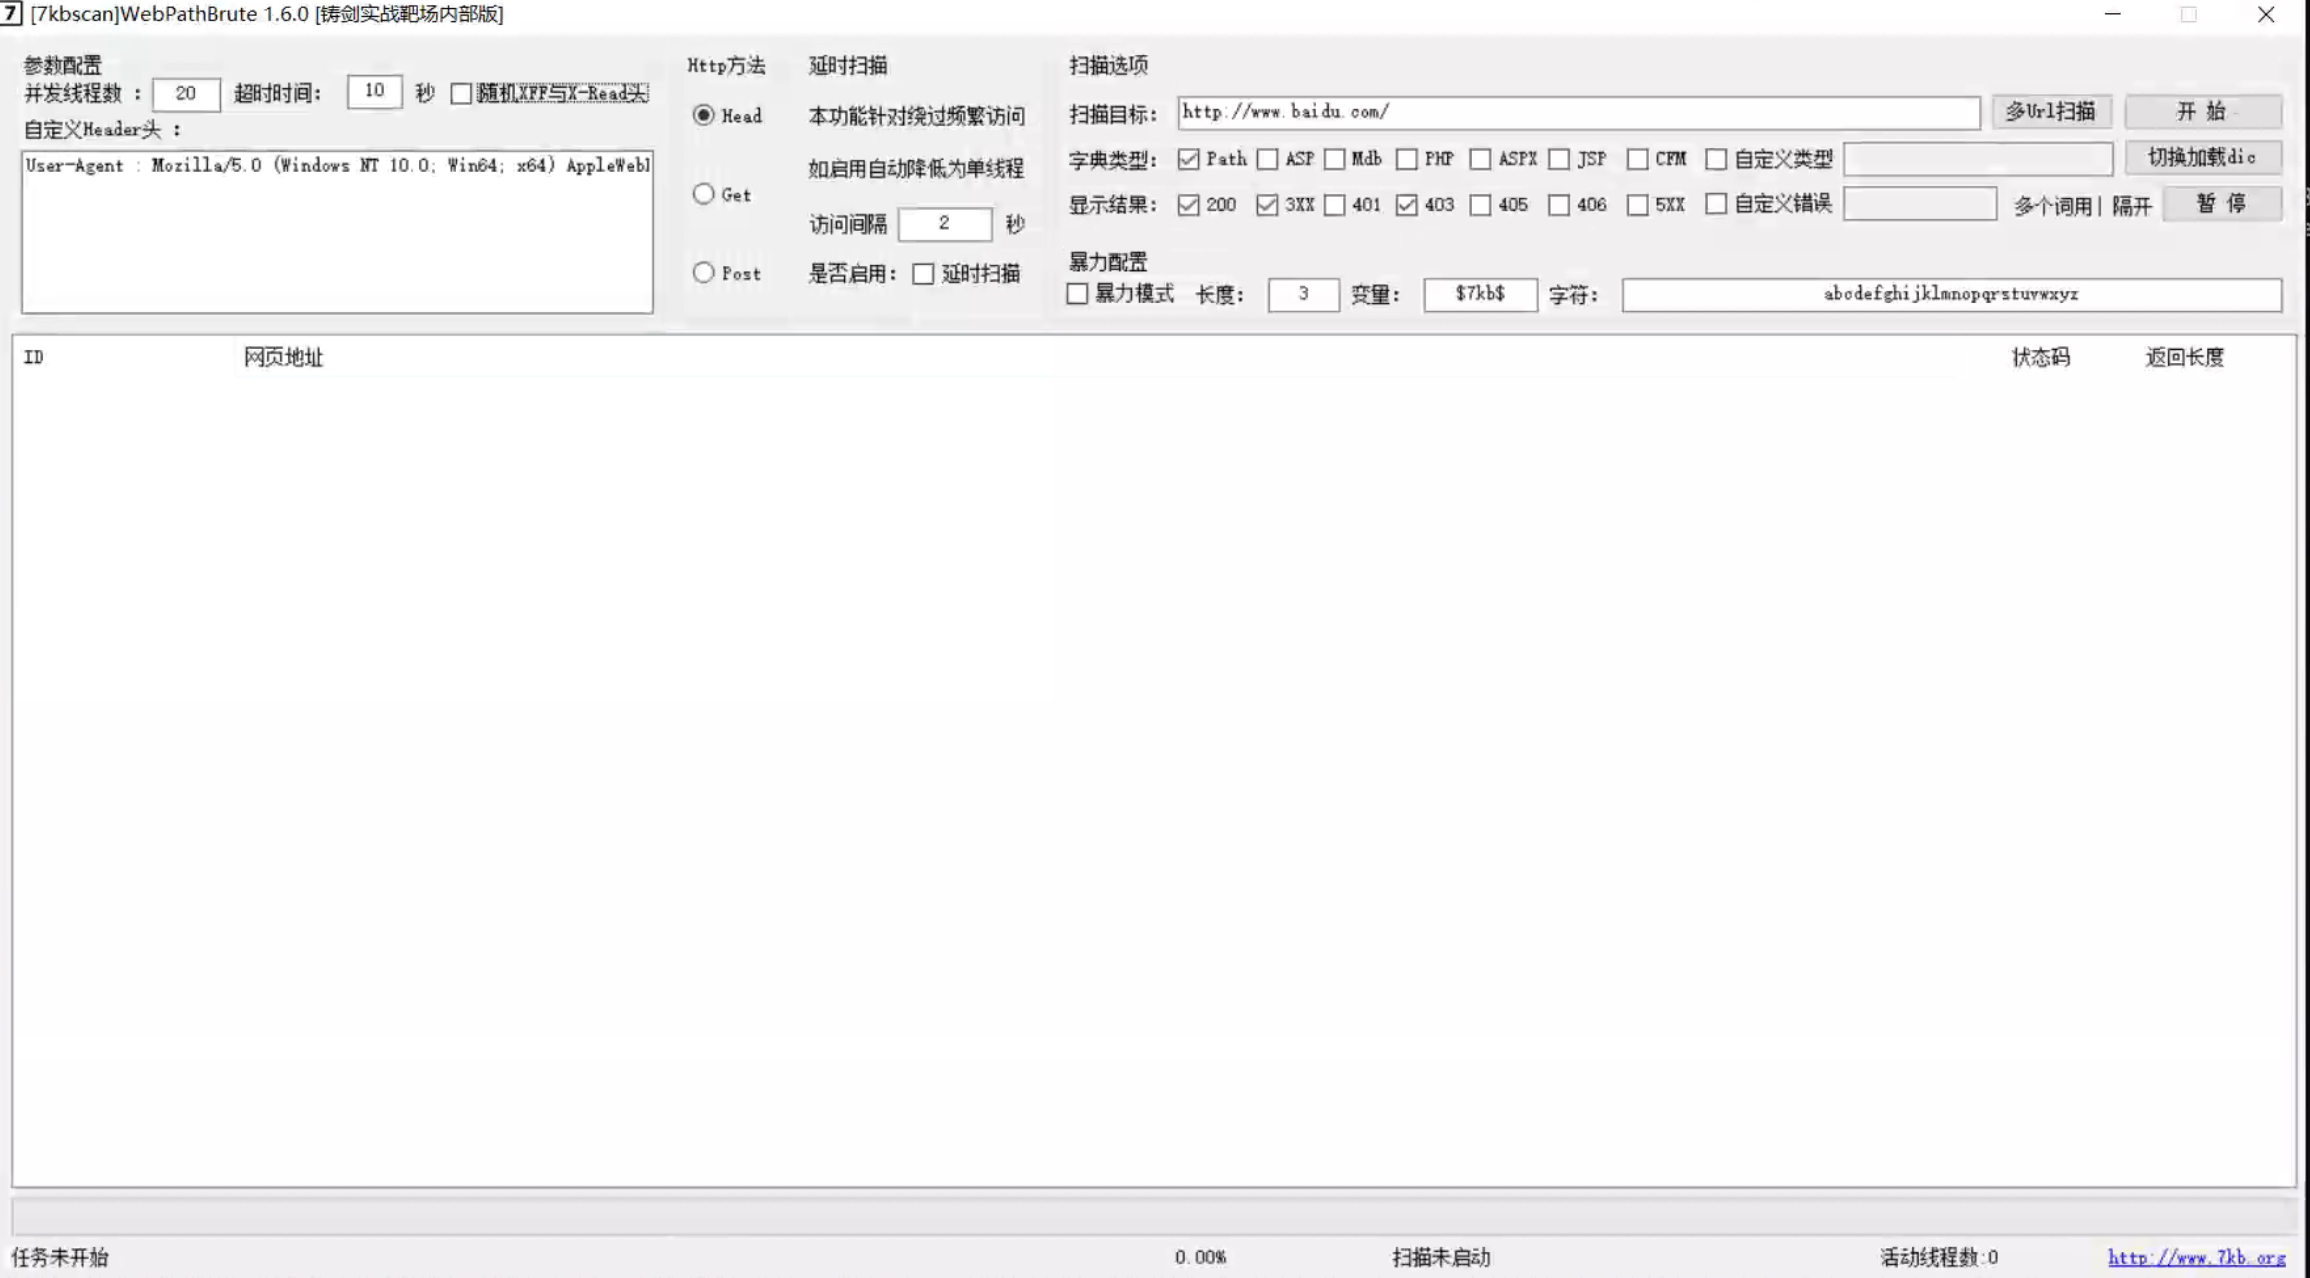 7 [7kbscan]WebPathBrute 1.6.0 [铸剑实战靶场内部版]
参数配置
并发线程数 : 20 超时时间: 10 秒 随机XFF与X-Read头
自定义Header头 :
User-Agent : Mozilla/5.0 (Windows NT 10.0; Win64; x64) AppleWebl
Http方法
Head
Get
Post
延时扫描
本功能针对绕过频繁访问
如启用自动降低为单线程
访问间隔 2 秒
是否启用: 延时扫描
扫描选项
扫描目标: http://www.baidu.com/ 多Url扫描 开 始
字典类型: Path ASP Mdb PHP ASPX JSP CFM 自定义类型 切换加载dic
显示结果: 200 3XX 401 403 405 406 5XX 自定义错误 多个词用| 隔开 暂 停
暴力配置
暴力模式 长度: 3 变量: $7kb$ 字符: abcdefghijklmnopqrstuvwxyz
ID 网页地址 状态码 返回长度
任务未开始 0.00% 扫描未启动 活动线程数:0 http://www.7kb.org